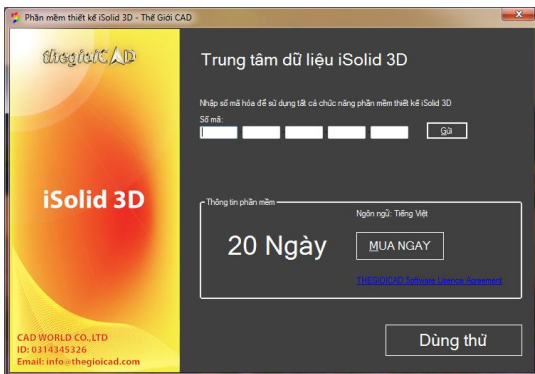 Phần mềm thiết kế iSolid 3D - Thế Giới CAD
thegioiCAD
Trung tâm dữ liệu iSolid 3D
Nhập số mã hóa để sử dụng tất cả chức năng phần mềm thiết kế iSolid 3D
Số mã:
Gửi
iSolid 3D
Thông tin phần mềm
Ngôn ngữ: Tiếng Việt
20 Ngày
MUA NGAY
THEGIOICAD Software Lisence Agreement
CAD WORLD CO.,LTD
ID: 0314345326
Email: info@thegioicad.com
Dùng thử